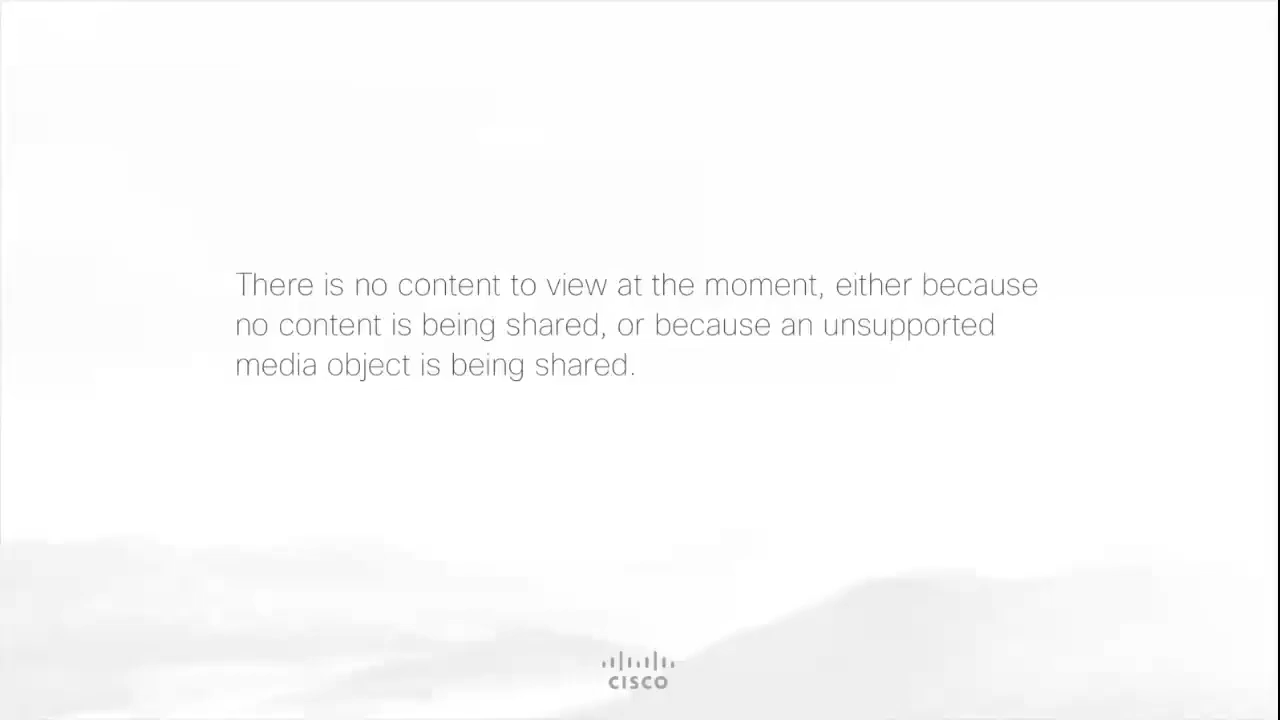 There is no content to view at the moment, either because
no content is being shared, or because an unsupported
media object is being shared.
CISCO